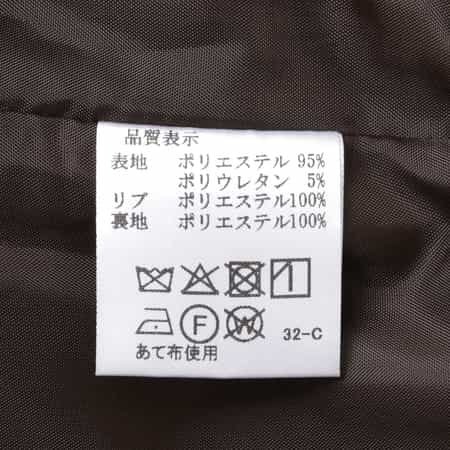 品質表示
表地 ポリエステル 95%
ポリウレタン 5%
リブ ポリエステル100%
裏地 ポリエステル100%
F W 32-C
あて布使用